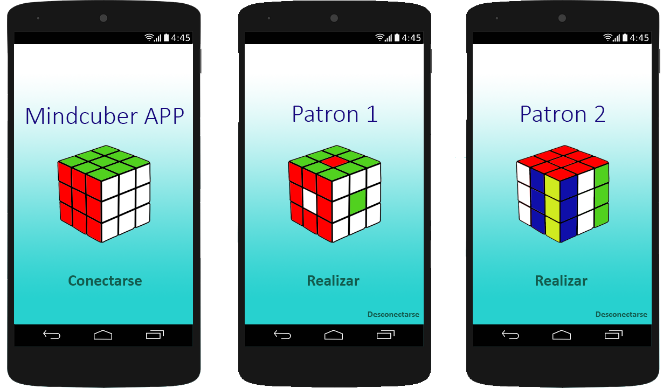 4:45
Mindcuber APP
Conectarse
4:45
Patron 1
Realizar
Desconectarse
4:45
Patron 2
Realizar
Desconectarse